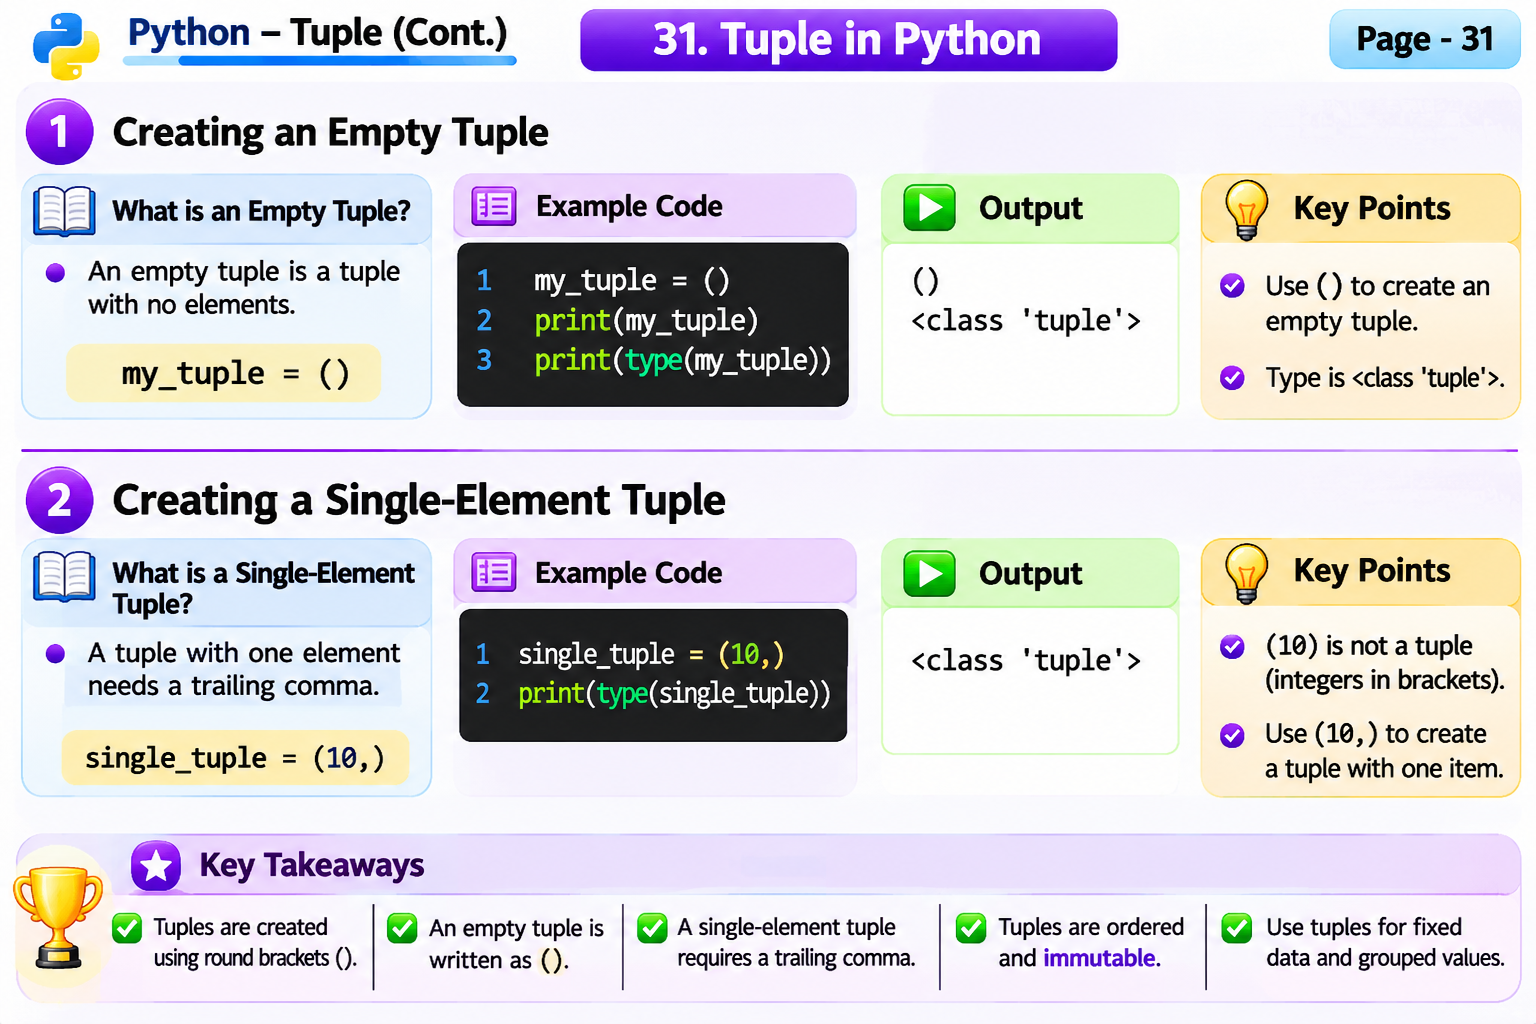 Python – Tuple (Cont.)
31. Tuple in Python
Page - 31
1 Creating an Empty Tuple
What is an Empty Tuple?
An empty tuple is a tuple
with no elements.
my_tuple = ()
Example Code
1 my_tuple = ()
2 print(my_tuple)
3 print(type(my_tuple))
Output
()
<class 'tuple'>
Key Points
Use () to create an
empty tuple.
Type is <class 'tuple'>.
2 Creating a Single-Element Tuple
What is a Single-Element
Tuple?
A tuple with one element
needs a trailing comma.
single_tuple = (10,)
Example Code
1 single_tuple = (10,)
2 print(type(single_tuple))
Output
<class 'tuple'>
Key Points
(10) is not a tuple
(integers in brackets).
Use (10,) to create
a tuple with one item.
Key Takeaways
Tuples are created
using round brackets ().
An empty tuple is
written as ().
A single-element tuple
requires a trailing comma.
Tuples are ordered
and immutable.
Use tuples for fixed
data and grouped values.